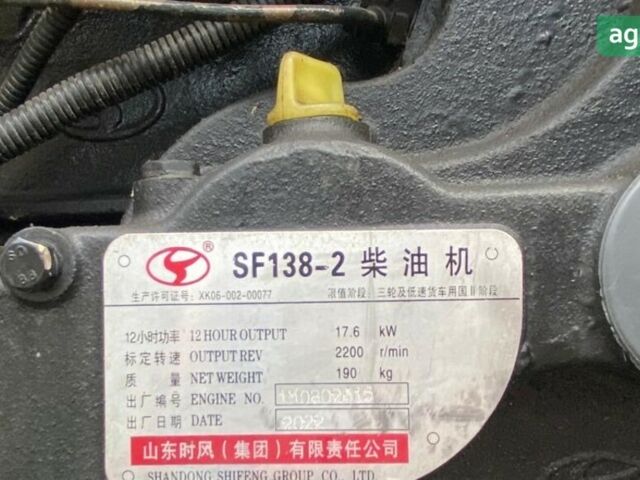 ag
SF138-2 柴油机
生产许可证号: XK06-002-00077 限值阶段: 三轮及低速货车用国Ⅱ阶段
12小时功率 12 HOUR OUTPUT 17.6 kW
标定转速 OUTPUT REV 2200 r/min
质量 NET WEIGHT 190 kg
出厂编号 ENGINE NO.
出厂日期 DATE 2022
山东时风(集团)有限责任公司
SHANDONG SHIFENG GROUP CO., LTD.